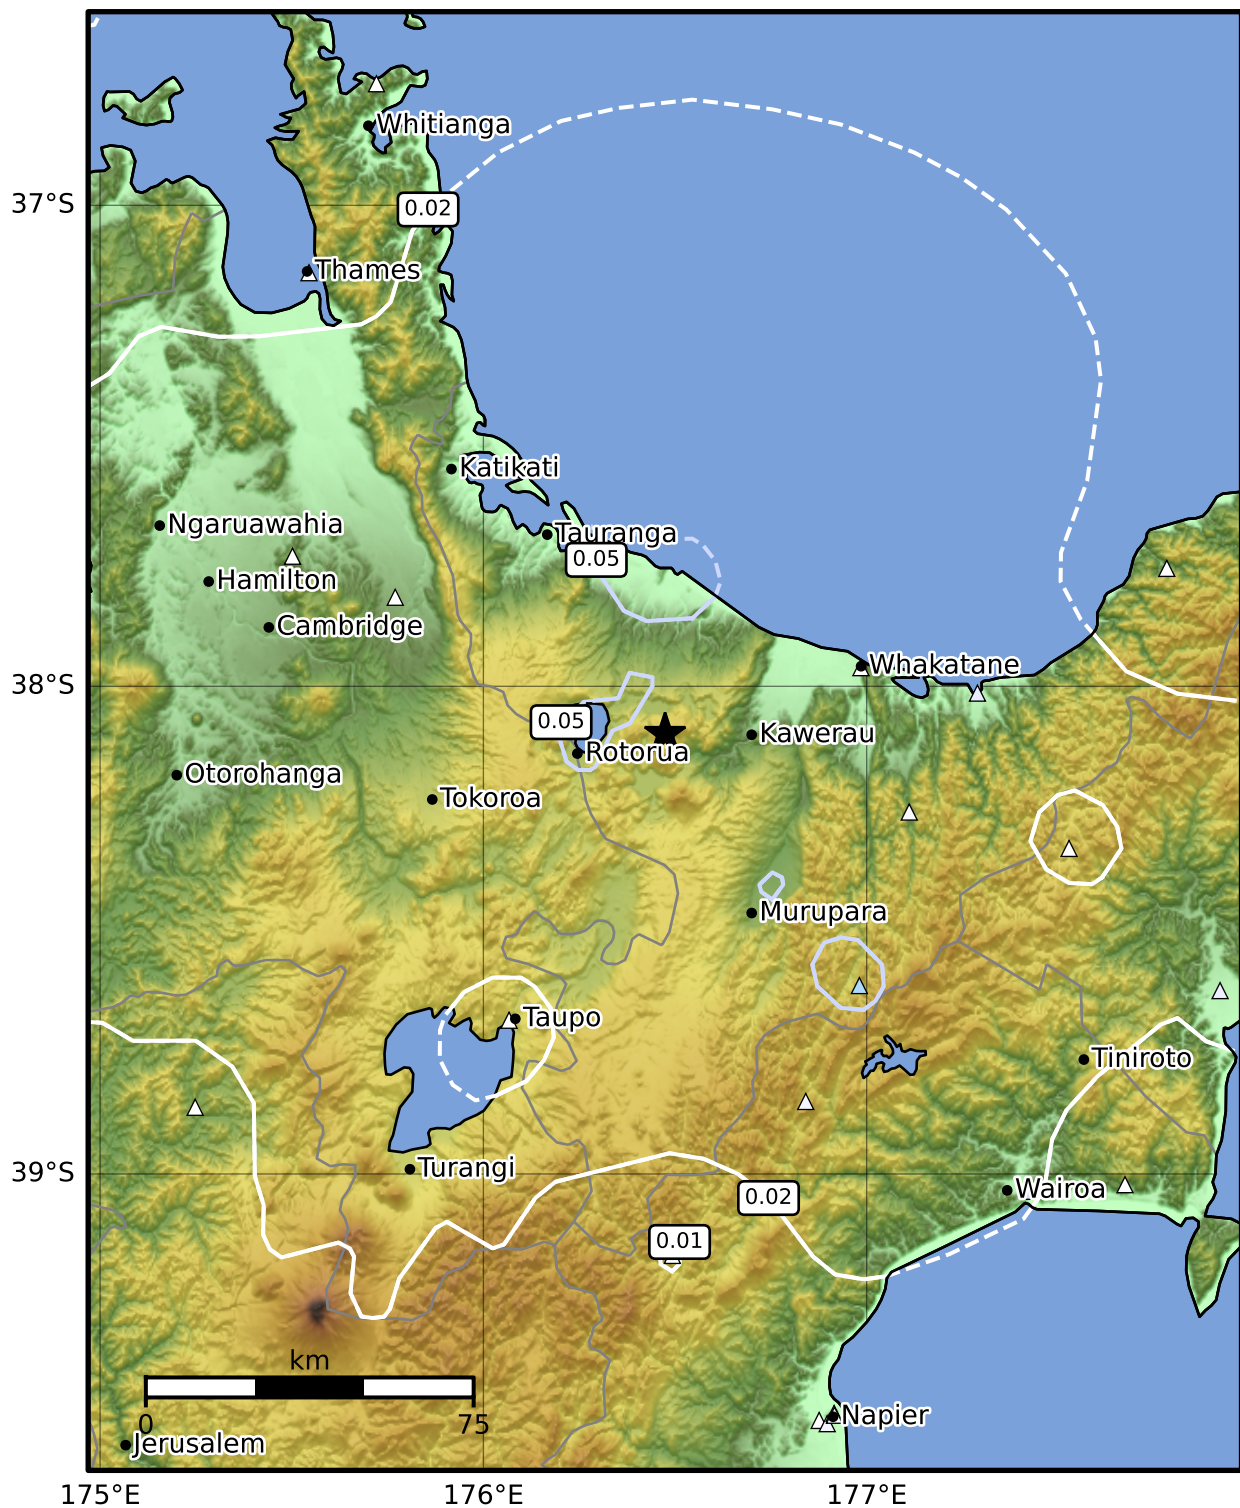 Whitianga
37°S
0.02
Thames
Katikati
Ngaruawahia
Tauranga
0.05
Hamilton
Cambridge
Whakatane
38°S
0.05
Kawerau
Rotorua
Otorohanga
Tokoroa
Murupara
Taupo
Tiniroto
39°S
Turangi
Wairoa
0.02
0.01
km
0
75
Napier
Jerusalem
175°E
176°E
177°E